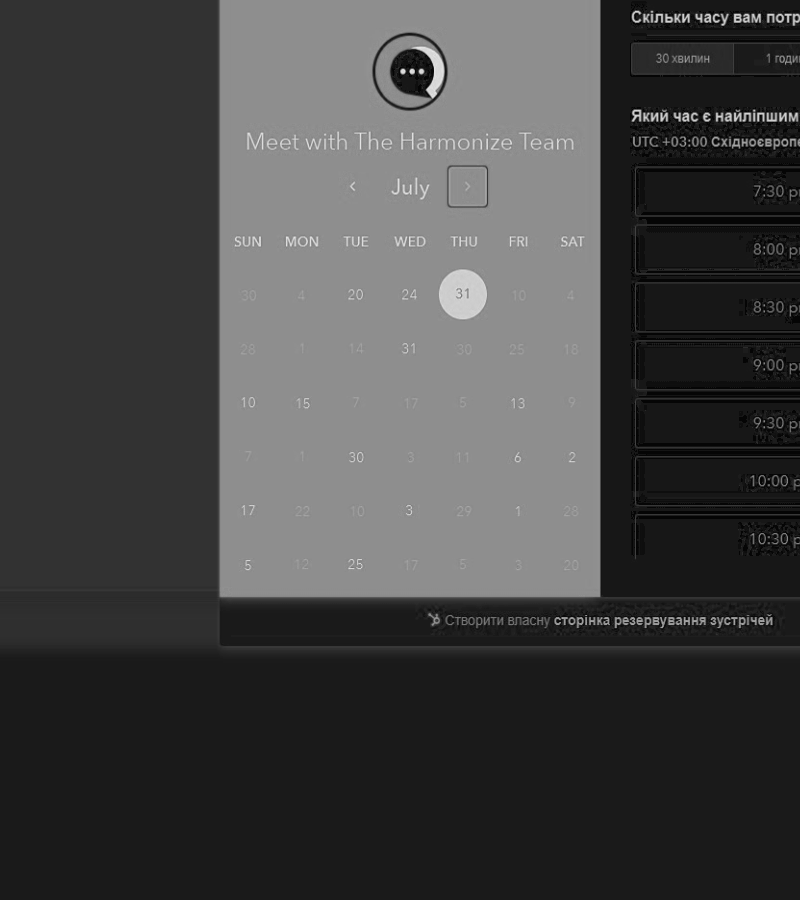 Meet with The Harmonize Team
July
SUN MON TUE WED THU FRI SAT
30 4 20 24 31 10 4
28 1 14 31 30 25 18
10 15 7 17 5 13 9
7 1 30 3 11 6 2
17 22 10 3 29 1 28
5 12 25 17 5 3 20
Скільки часу вам
30 хвилин 1
Який час є найліпшим
UTC +03:00
7:30
8:00
8:30
9:00
9:30
10:00
10:30
Створити власну сторінка резервування зустрічей